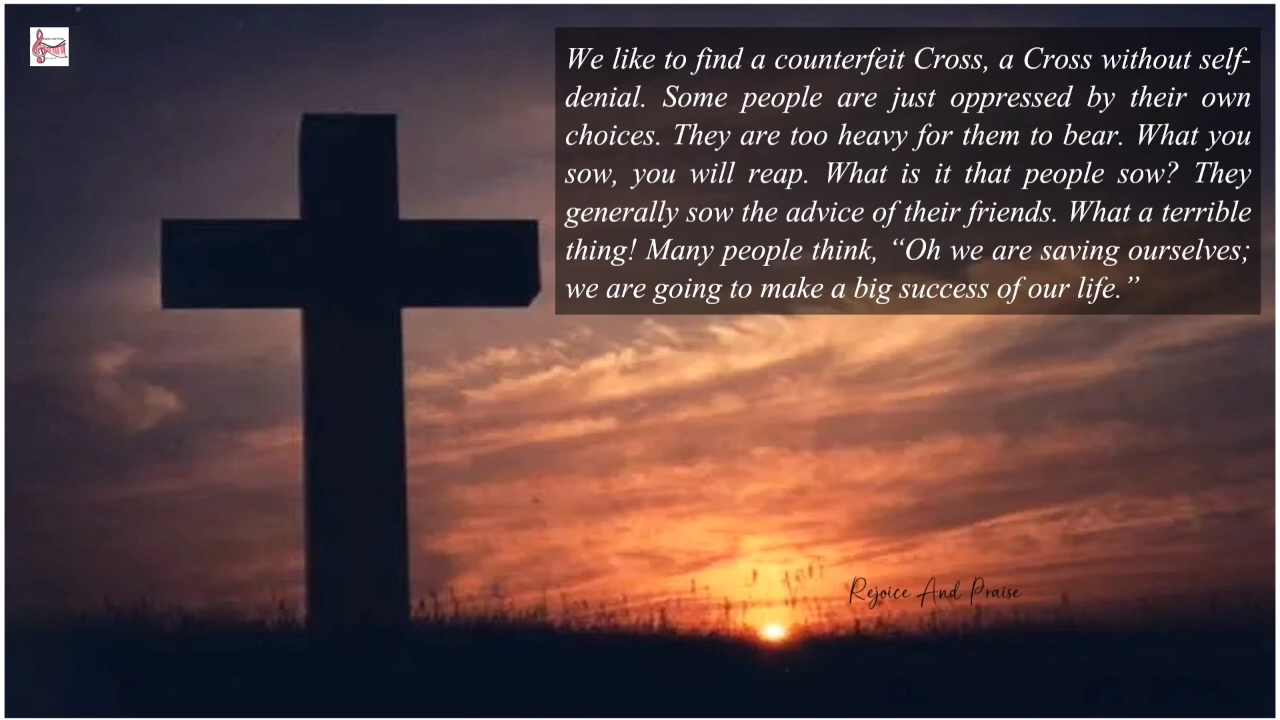 We like to find a counterfeit Cross, a Cross without self-
denial. Some people are just oppressed by their own
choices. They are too heavy for them to bear. What you
sow, you will reap. What is it that people sow? They
generally sow the advice of their friends. What a terrible
thing! Many people think, “Oh we are saving ourselves;
we are going to make a big success of our life.”
Rejoice And Praise